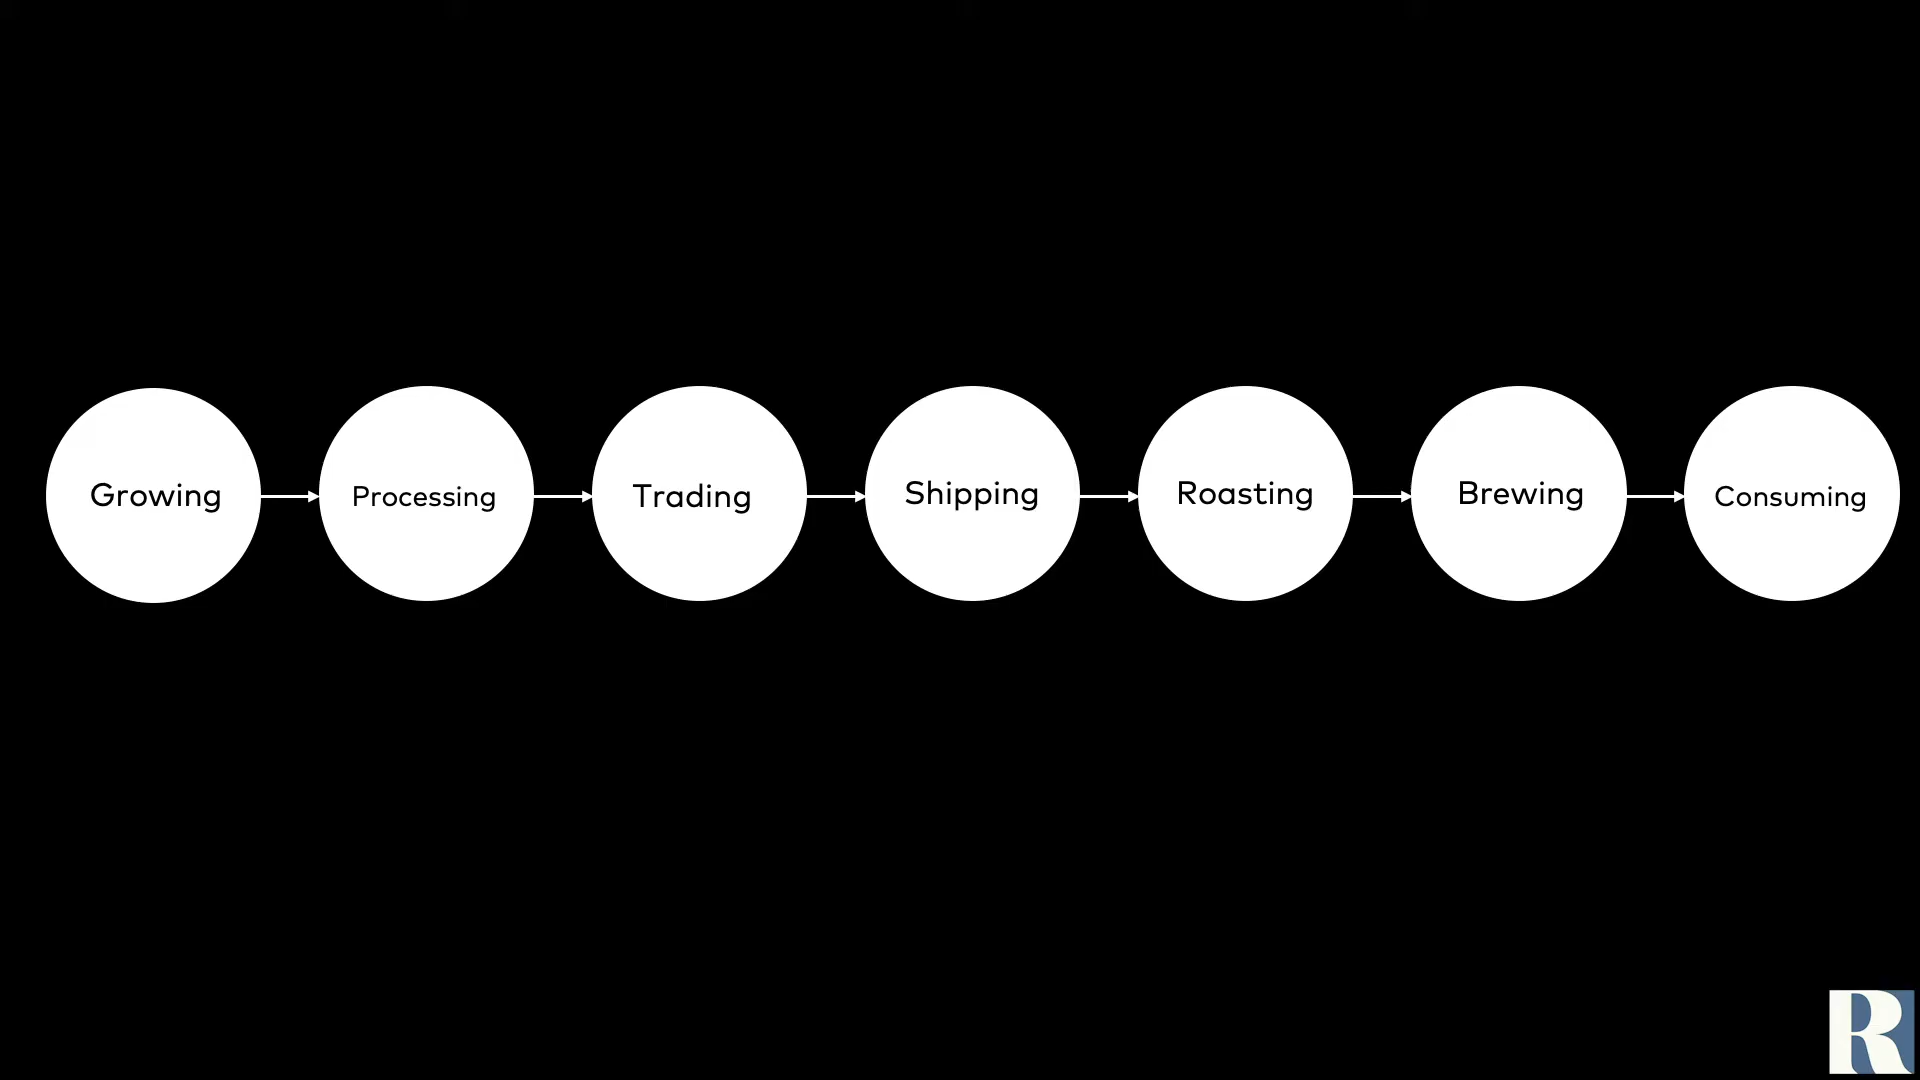 Growing
Processing
Trading
Shipping
Roasting
Brewing
Consuming
R